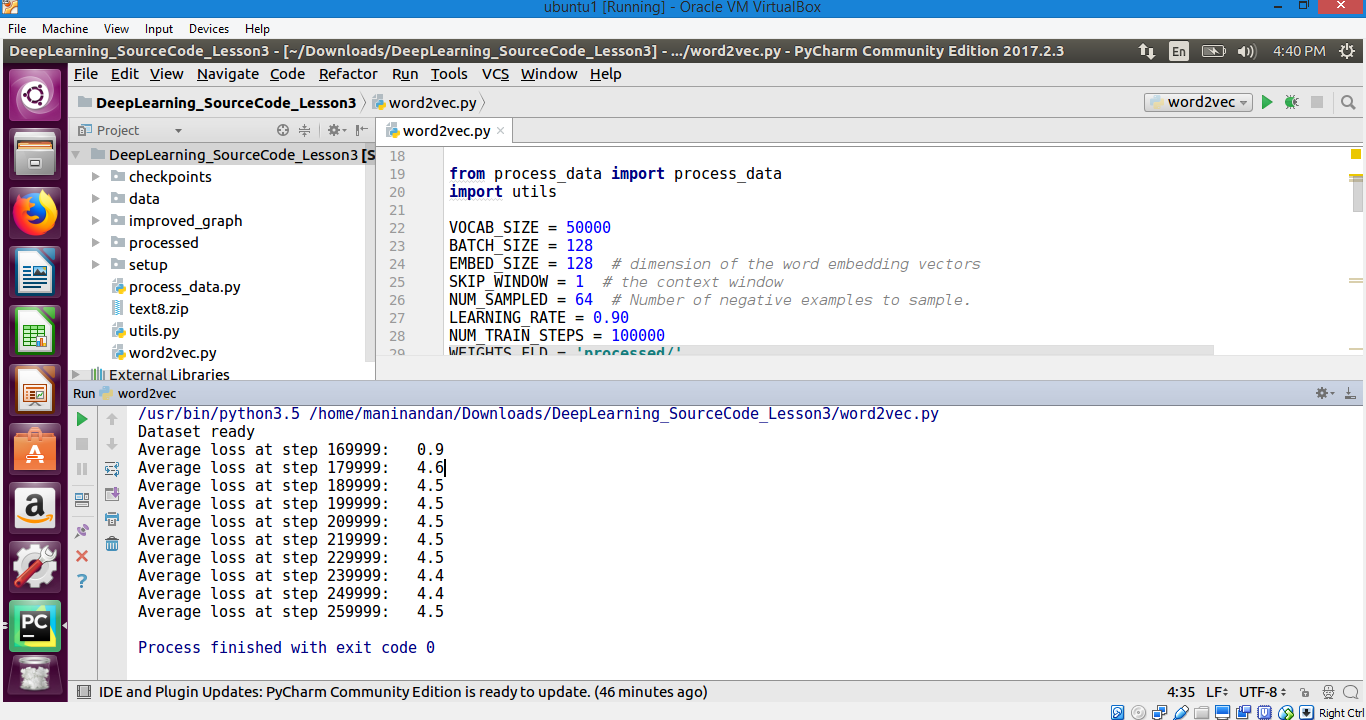 ubuntu1 [Running] - Oracle VM VirtualBox
File Machine View Input Devices Help
DeepLearning_SourceCode_Lesson3 - [~/Downloads/DeepLearning_SourceCode_Lesson3] - .../word2vec.py - PyCharm Community Edition 2017.2.3 En 4:40 PM
File Edit View Navigate Code Refactor Run Tools VCS Window Help
DeepLearning_SourceCode_Lesson3 word2vec.py word2vec
Project word2vec.py
DeepLearning_SourceCode_Lesson3 [S
checkpoints
data
improved_graph
processed
setup
process_data.py
text8.zip
utils.py
word2vec.py
External Libraries
18
19 from process_data import process_data
20 import utils
21
22 VOCAB_SIZE = 50000
23 BATCH_SIZE = 128
24 EMBED_SIZE = 128 # dimension of the word embedding vectors
25 SKIP_WINDOW = 1 # the context window
26 NUM_SAMPLED = 64 # Number of negative examples to sample.
27 LEARNING_RATE = 0.90
28 NUM_TRAIN_STEPS = 100000
29 WEIGHTS_FLD = 'processed/'
Run word2vec
/usr/bin/python3.5 /home/maninandan/Downloads/DeepLearning_SourceCode_Lesson3/word2vec.py
Dataset ready
Average loss at step 169999: 0.9
Average loss at step 179999: 4.6
Average loss at step 189999: 4.5
Average loss at step 199999: 4.5
Average loss at step 209999: 4.5
Average loss at step 219999: 4.5
Average loss at step 229999: 4.5
Average loss at step 239999: 4.4
Average loss at step 249999: 4.4
Average loss at step 259999: 4.5
Process finished with exit code 0
PC
IDE and Plugin Updates: PyCharm Community Edition is ready to update. (46 minutes ago) 4:35 LF÷ UTF-8÷
Right Ctrl